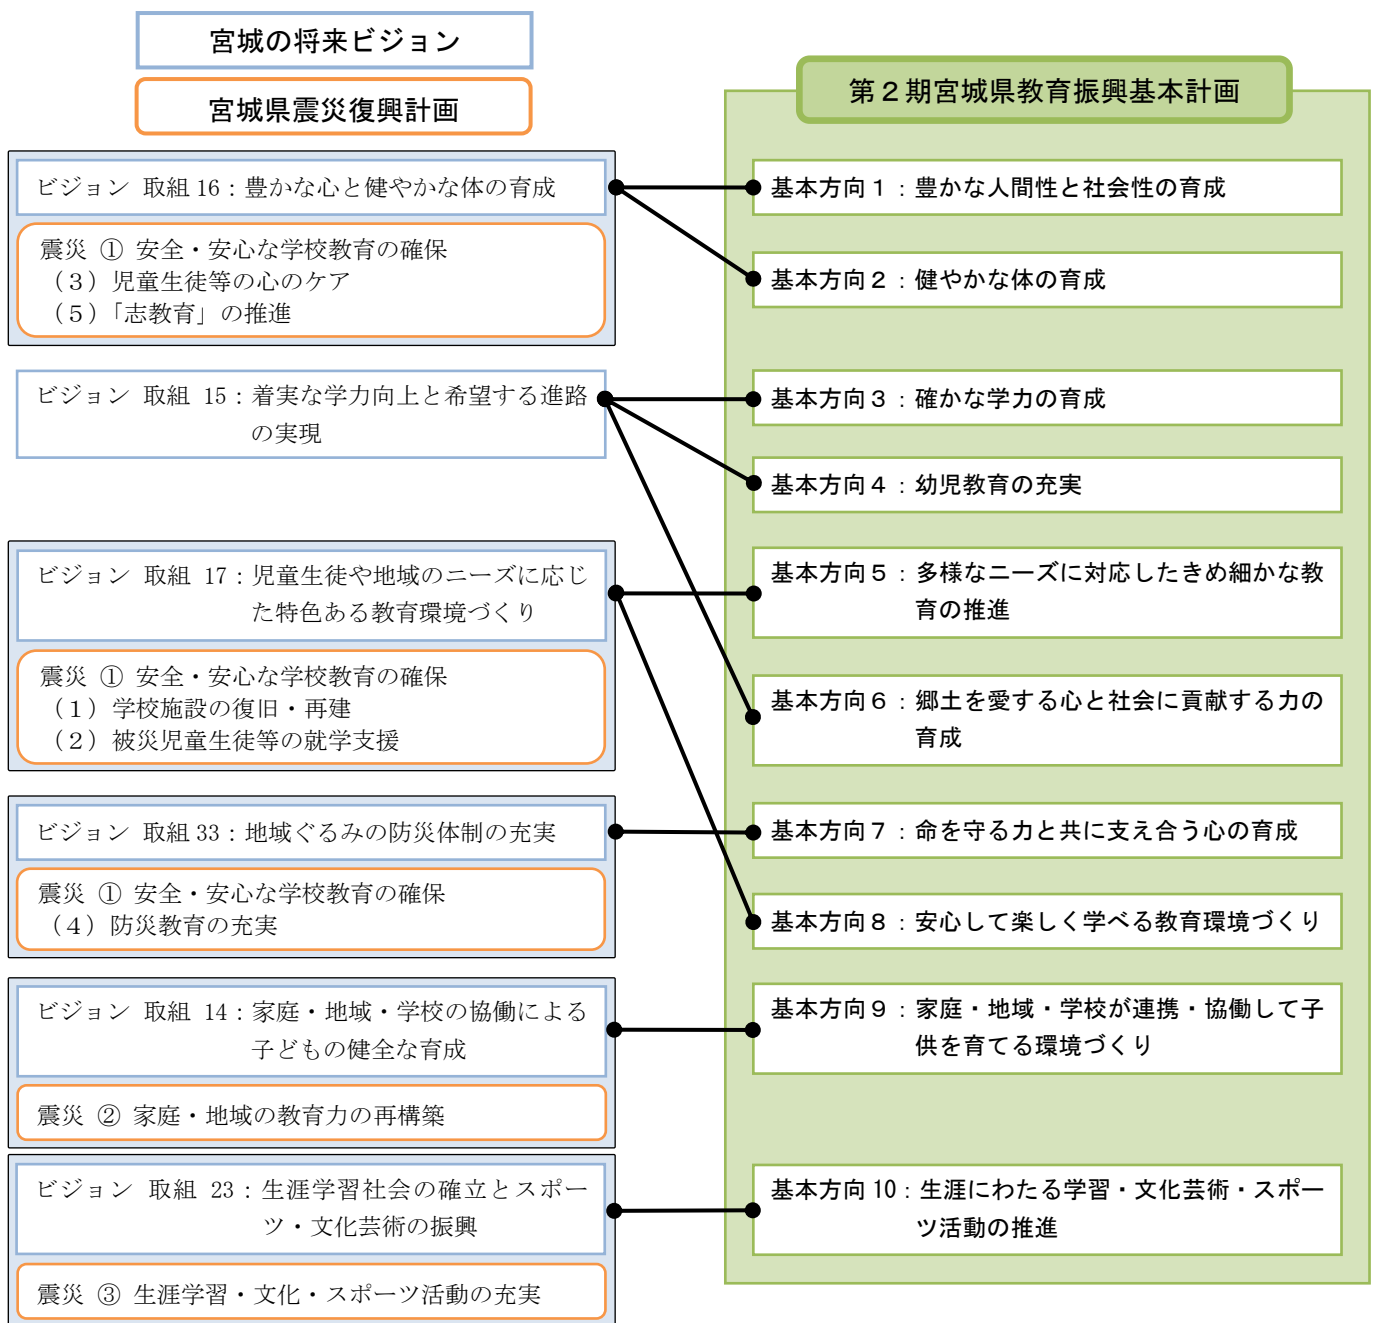 宮城の将来ビジョン
宮城県震災復興計画
ビジョン 取組 16：豊かな心と健やかな体の育成
震災 ① 安全・安心な学校教育の確保
（３）児童生徒等の心のケア
（５）「志教育」の推進
ビジョン 取組 15：着実な学力向上と希望する進路
の実現
ビジョン 取組 17：児童生徒や地域のニーズに応じ
た特色ある教育環境づくり
震災 ① 安全・安心な学校教育の確保
（１）学校施設の復旧・再建
（２）被災児童生徒等の就学支援
ビジョン 取組 33：地域ぐるみの防災体制の充実
震災 ① 安全・安心な学校教育の確保
（４）防災教育の充実
ビジョン 取組 14：家庭・地域・学校の協働による
子どもの健全な育成
震災 ② 家庭・地域の教育力の再構築
ビジョン 取組 23：生涯学習社会の確立とスポー
ツ・文化芸術の振興
震災 ③ 生涯学習・文化・スポーツ活動の充実
第２期宮城県教育振興基本計画
基本方向１：豊かな人間性と社会性の育成
基本方向２：健やかな体の育成
基本方向３：確かな学力の育成
基本方向４：幼児教育の充実
基本方向５：多様なニーズに対応したきめ細かな教
育の推進
基本方向６：郷土を愛する心と社会に貢献する力の
育成
基本方向７：命を守る力と共に支え合う心の育成
基本方向８：安心して楽しく学べる教育環境づくり
基本方向９：家庭・地域・学校が連携・協働して子
供を育てる環境づくり
基本方向 10：生涯にわたる学習・文化芸術・スポー
ツ活動の推進